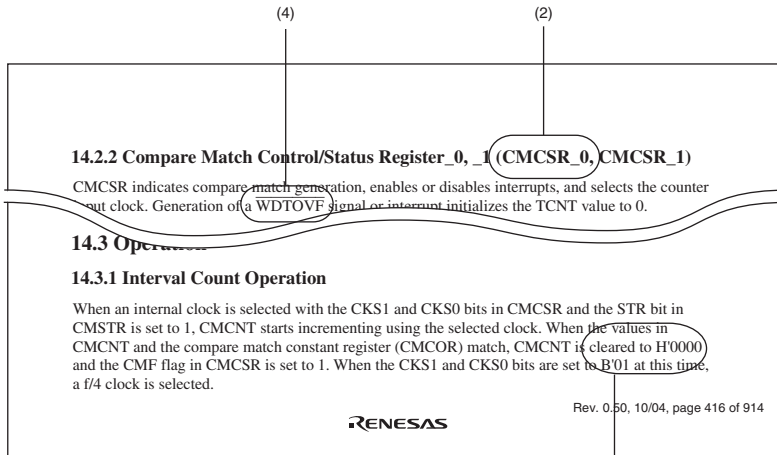 (4) (2)
14.2.2 Compare Match Control/Status Register_0, _1 (CMCSR_0, CMCSR_1)
CMCSR indicates compare match generation, enables or disables interrupts, and selects the counter
input clock. Generation of a WDTOVF signal or interrupt initializes the TCNT value to 0.
14.3 Operation
14.3.1 Interval Count Operation
When an internal clock is selected with the CKS1 and CKS0 bits in CMCSR and the STR bit in
CMSTR is set to 1, CMCNT starts incrementing using the selected clock. When the values in
CMCNT and the compare match constant register (CMCOR) match, CMCNT is cleared to H'0000
and the CMF flag in CMCSR is set to 1. When the CKS1 and CKS0 bits are set to B'01 at this time,
a f/4 clock is selected.
Rev. 0.50, 10/04, page 416 of 914
RENESAS